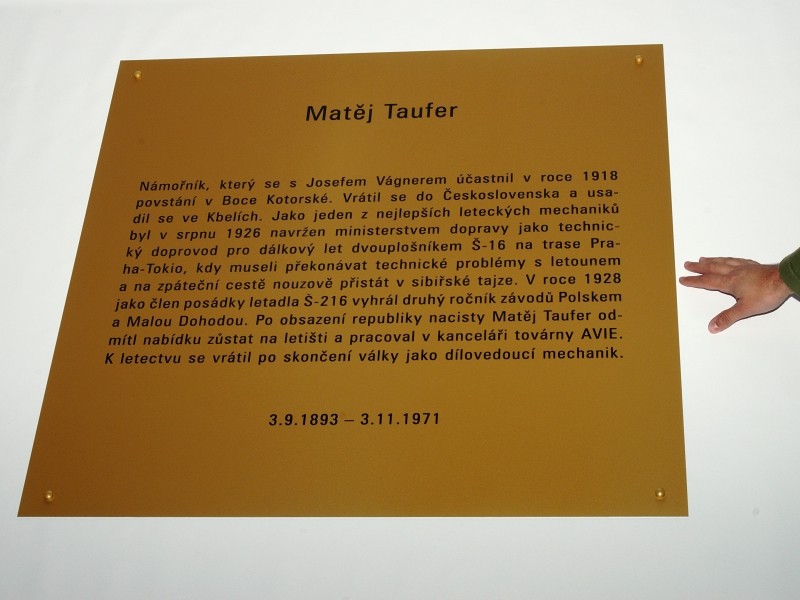 Matěj Taufer
Námořník, který se s Josefem Vágnerem účastnil v roce 1918
povstání v Boce Kotorské. Vrátil se do Československa a usa-
dil se ve Kbelích. Jako jeden z nejlepších leteckých mechaniků
byl v srpnu 1926 navržen ministerstvem dopravy jako technic-
ký doprovod pro dálkový let dvouplošníkem Š-16 na trase Pra-
ha-Tokio, kdy museli překonávat technické problémy s letounem
a na zpáteční cestě nouzově přistát v sibiřské tajze. V roce 1928
jako člen posádky letadla Š-216 vyhrál druhý ročník závodů Polskem
a Malou Dohodou. Po obsazení republiky nacisty Matěj Taufer od-
mítl nabídku zůstat na letišti a pracoval v kanceláři továrny AVIE.
K letectvu se vrátil po skončení války jako dílovedoucí mechanik.
3.9.1893 – 3.11.1971